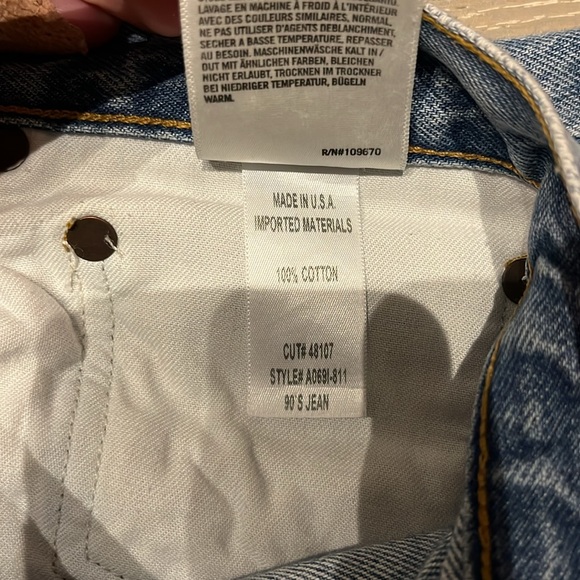 LAVAGE EN MACHINE À FROID À L'INTÉRIEUR
AVEC DES COULEURS SIMILAIRES, NORMAL.
NE PAS UTILISER D'AGENTS DEBLANCHIMENT,
SECHER A BASSE TEMPERATURE, REPASSER
AU BESOIN. MASCHINENWÄSCHE KALT IN /
OUT MIT ÄHNLICHEN FARBEN, BLEICHEN
NICHT ERLAUBT, TROCKNEN IM TROCKNER
BEI NIEDRIGER TEMPERATUR, BÜGELN
WARM.
R/N#109670
MADE IN U.S.A.
IMPORTED MATERIALS
100% COTTON
CUT# 48107
STYLE# A069I-811
90'S JEAN